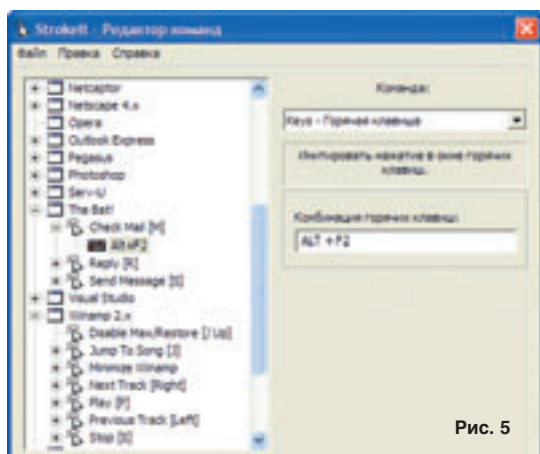 StrokeIt - Редактор команд
Файл Правка Справка
Netcaptor
Netscape 4.x
Opera
Outlook Express
Pegasus
Photoshop
Serv-U
The Bat!
Check Mail [M]
Alt+F2
Reply [R]
Send Message [S]
Visual Studio
Winamp 2.x
Disable Max/Restore [/ Up]
Jump To Song [J]
Minimize Winamp
Next Track [Right]
Play [P]
Previous Track [Left]
Stop [S]
Команда:
Keys - Горячие клавиши
Имитировать нажатие в окне горячих
клавиш.
Комбинация горячих клавиш:
ALT +F2
Рис. 5